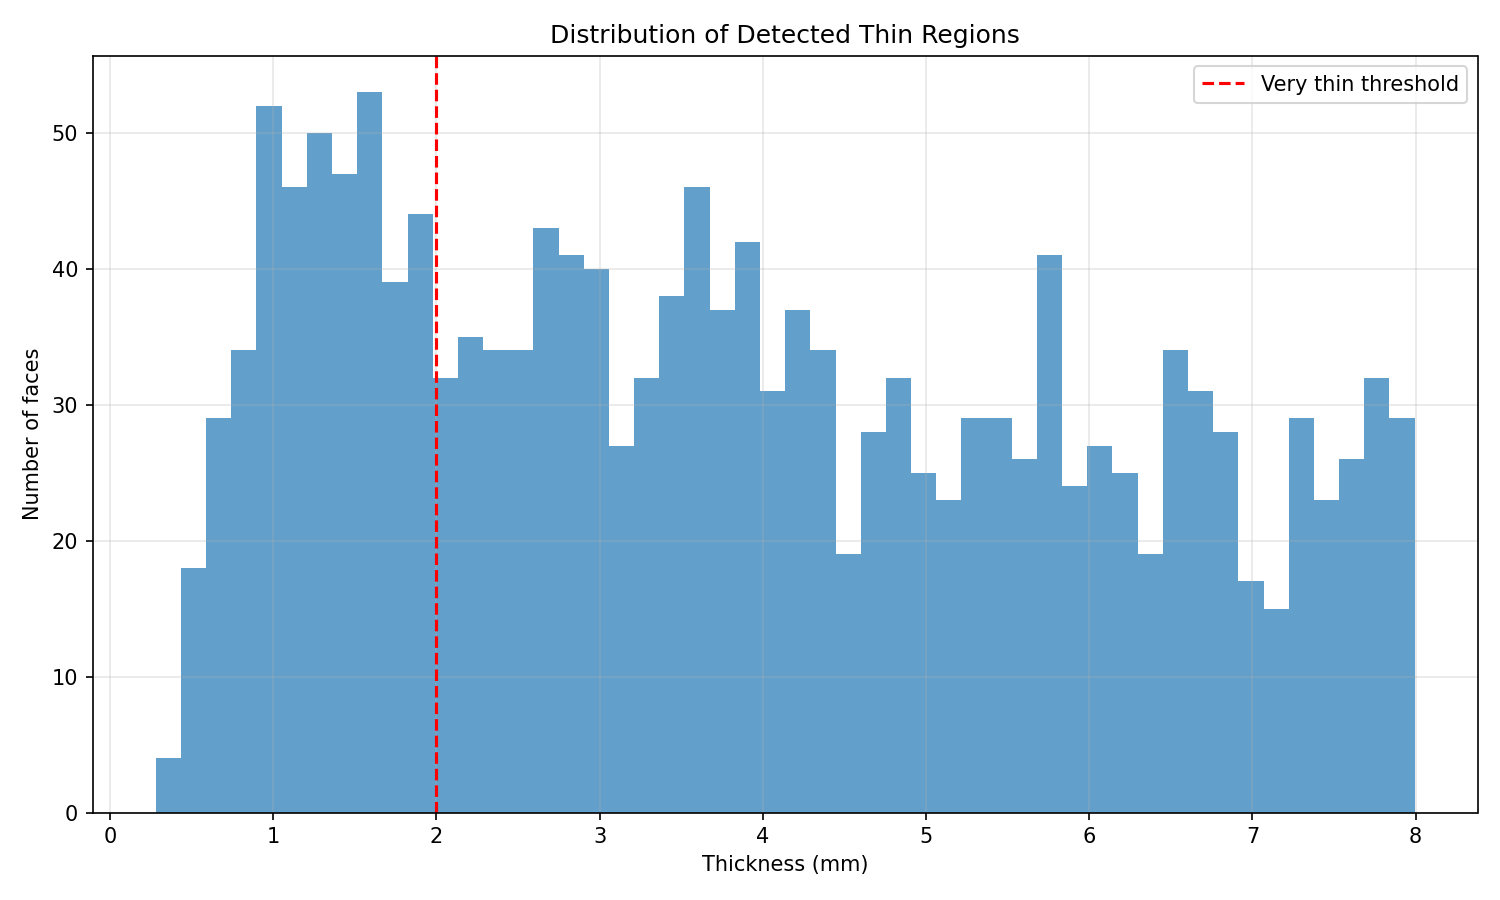 Distribution of Detected Thin Regions
Very thin threshold
50
40
30
20
10
0
Number of faces
0 1 2 3 4 5 6 7 8
Thickness (mm)